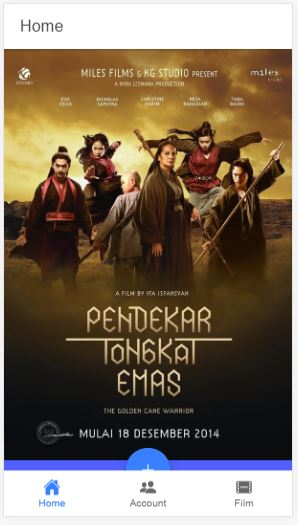 Home
MILES FILMS & KG STUDIO PRESENT
A MIRA LESMANA PRODUCTION
EVA CELIA
NICHOLAS SAPUTRA
CHRISTINE HAKIM
REZA RAHADIAN
TARA BASRO
miles
A FILM BY IFA ISFANSYAH
PENDEKAR
TONGKAT
EMAS
THE GOLDEN CANE WARRIOR
MULAI 18 DESEMBER 2014
+
Home
Account
Film